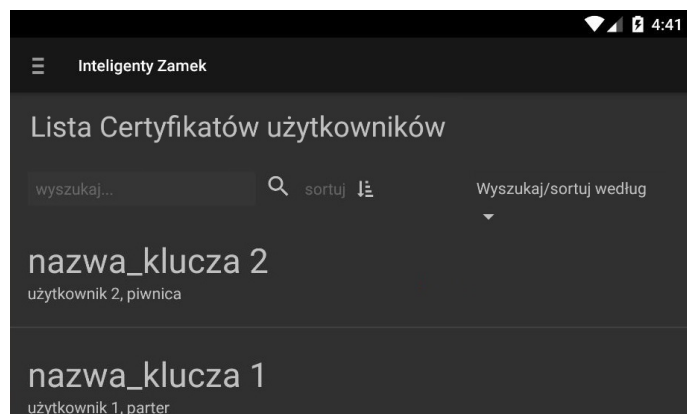 4:41
Inteligenty Zamek
Lista Certyfikatów użytkowników
wyszukaj... sortuj Wyszukaj/sortuj według
nazwa_klucza 2
użytkownik 2, piwnica
nazwa_klucza 1
użytkownik 1, parter